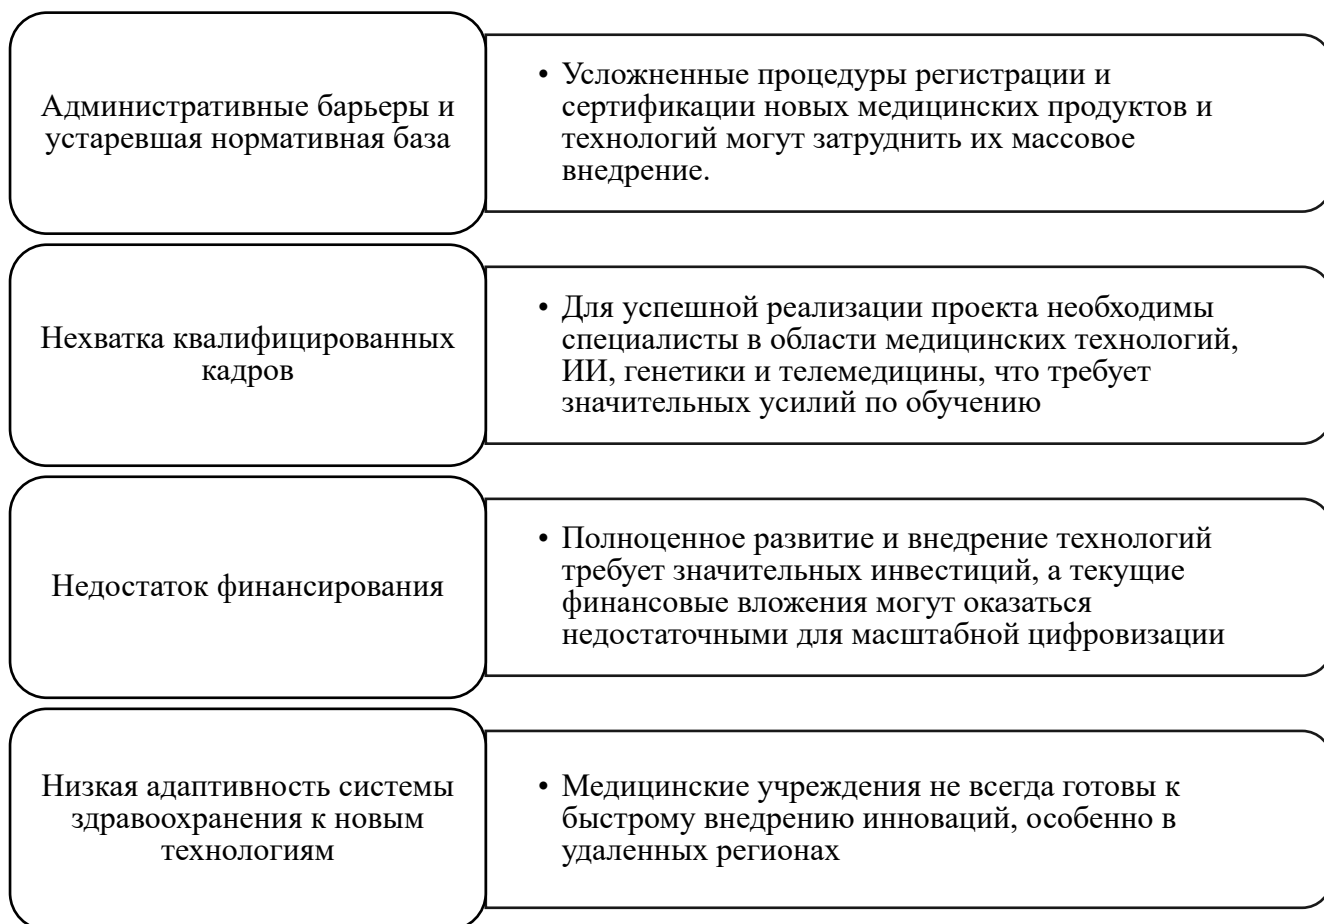 Административные барьеры и
устаревшая нормативная база
• Усложненные процедуры регистрации и
сертификации новых медицинских продуктов и
технологий могут затруднить их массовое
внедрение.
Нехватка квалифицированных
кадров
• Для успешной реализации проекта необходимы
специалисты в области медицинских технологий,
ИИ, генетики и телемедицины, что требует
значительных усилий по обучению
Недостаток финансирования
• Полноценное развитие и внедрение технологий
требует значительных инвестиций, а текущие
финансовые вложения могут оказаться
недостаточными для масштабной цифровизации
Низкая адаптивность системы
здравоохранения к новым
технологиям
• Медицинские учреждения не всегда готовы к
быстрому внедрению инноваций, особенно в
удаленных регионах